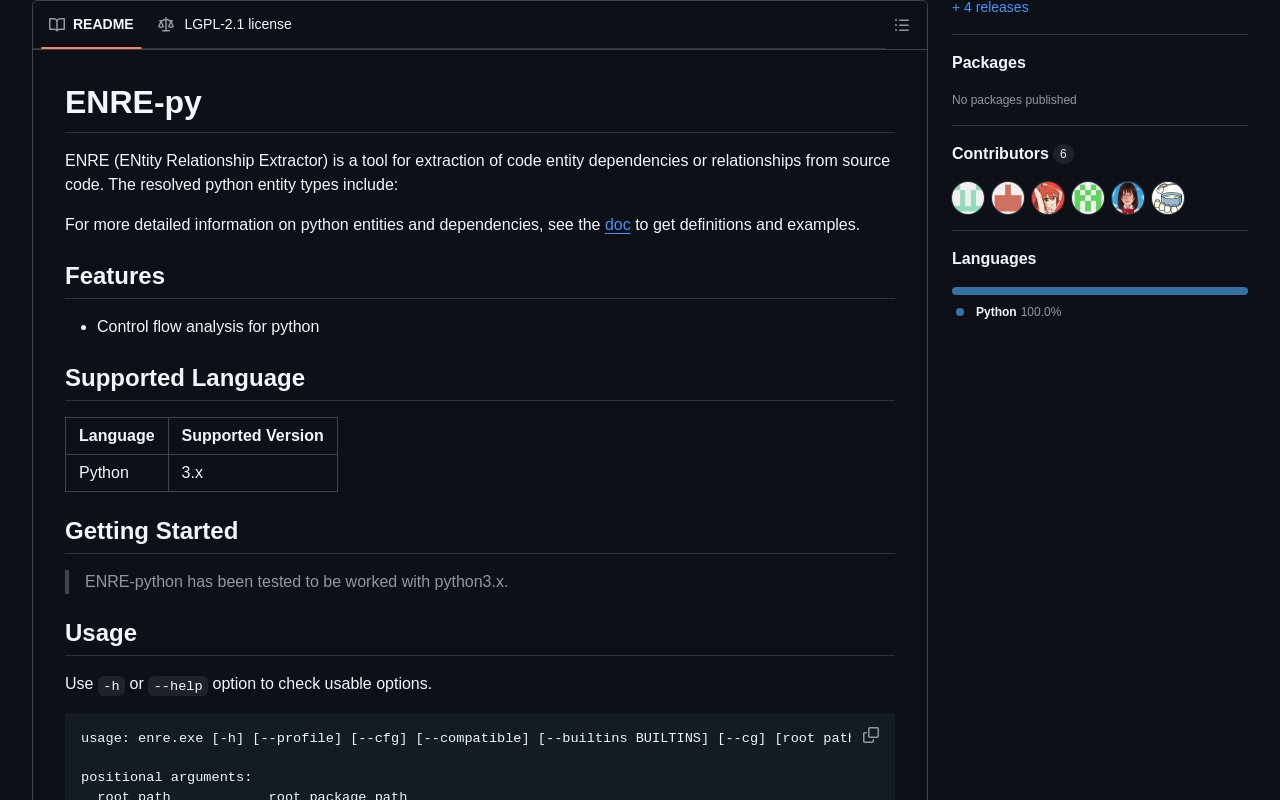 README
LGPL-2.1 license
ENRE-py
ENRE (ENtity Relationship Extractor) is a tool for extraction of code entity dependencies or relationships from source
code. The resolved python entity types include:
For more detailed information on python entities and dependencies, see the doc to get definitions and examples.
Features
• Control flow analysis for python
Supported Language
Language Supported Version
Python 3.x
Getting Started
ENRE-python has been tested to be worked with python3.x.
Usage
Use -h or --help option to check usable options.
usage: enre.exe [-h] [--profile] [--cfg] [--compatible] [--builtins BUILTINS] [--cg] [root path
positional arguments:
root path root package path
+ 4 releases
Packages
No packages published
Contributors 6
Languages
Python 100.0%